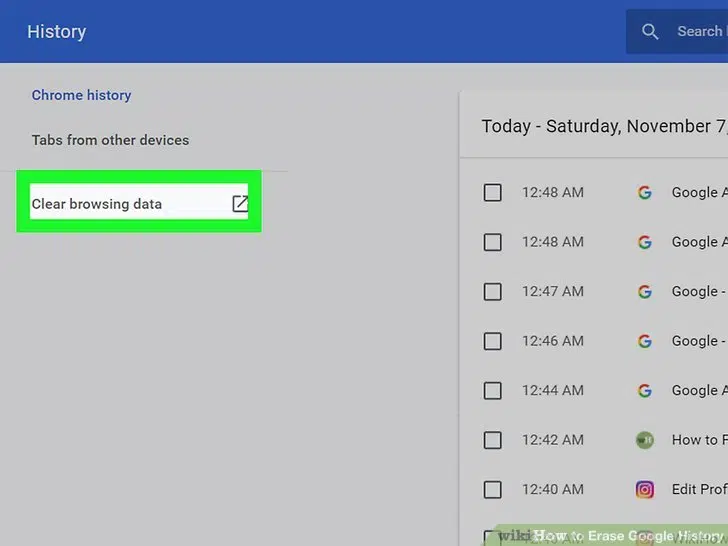 History
Search
Chrome history
Tabs from other devices
Clear browsing data
Today - Saturday, November 7,
12:48 AM Google A
12:48 AM Google A
12:47 AM Google -
12:46 AM Google -
12:44 AM Google A
12:42 AM wH How to F
12:40 AM Edit Prof
wikiHow to Erase Google History